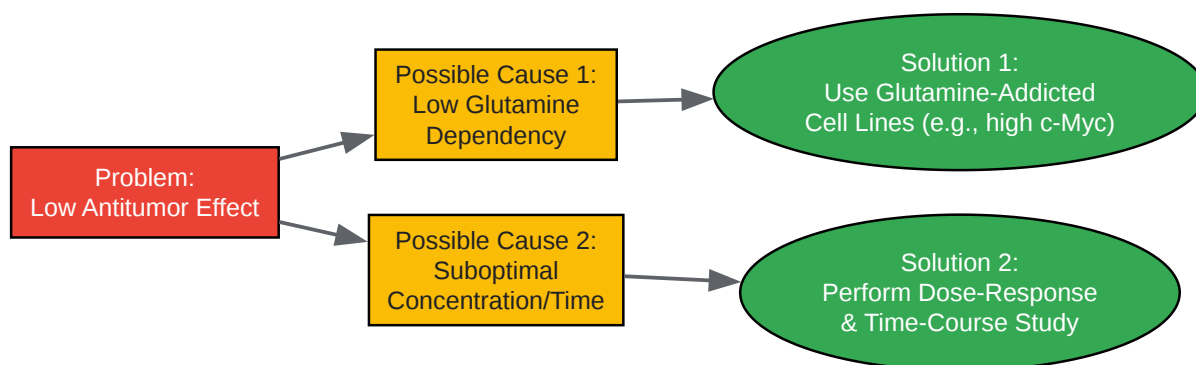 Problem:
Low Antitumor Effect
Possible Cause 1:
Low Glutamine
Dependency
Solution 1:
Use Glutamine-Addicted
Cell Lines (e.g., high c-Myc)
Possible Cause 2:
Suboptimal
Concentration/Time
Solution 2:
Perform Dose-Response
& Time-Course Study